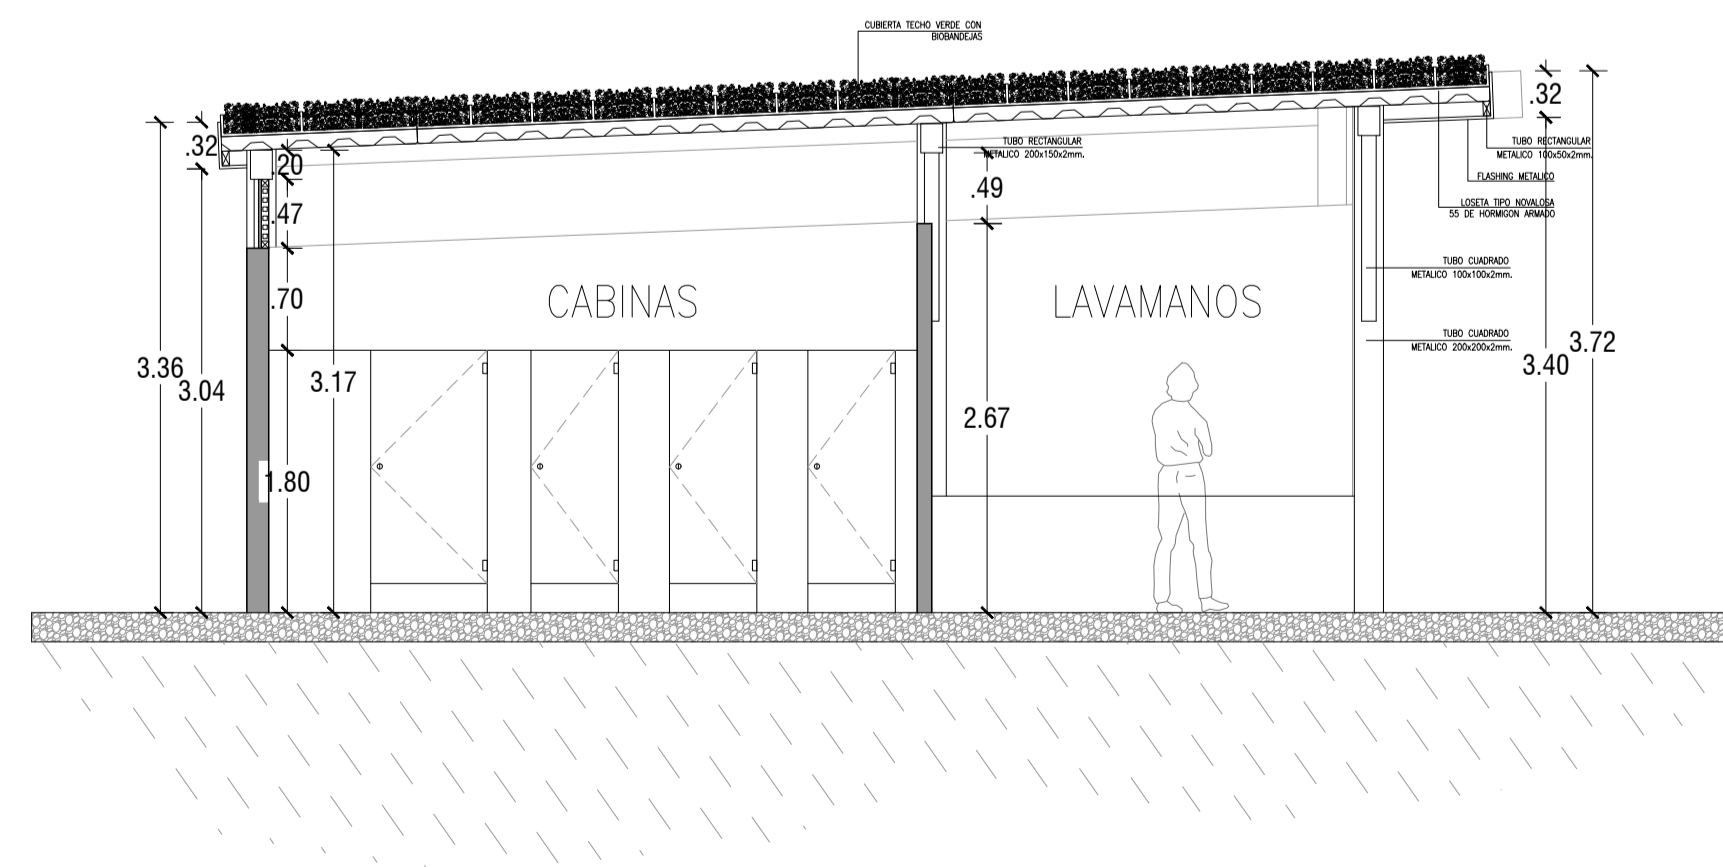 CUBIERTA TECHO VERDE CON
BIOBANDEJAS
.32
.32
TUBO RECTANGULAR
METALICO 200x150x2mm.
TUBO RECTANGULAR
METALICO 100x50x2mm.
.20
.49
FLASHING METALICO
.47
LOSETA TIPO NOVALOSA
55 DE HORMIGON ARMADO
TUBO CUADRADO
METALICO 100x100x2mm.
.70
CABINAS
LAVAMANOS
TUBO CUADRADO
METALICO 200x200x2mm.
3.36
3.04
3.17
3.40
3.72
2.67
1.80